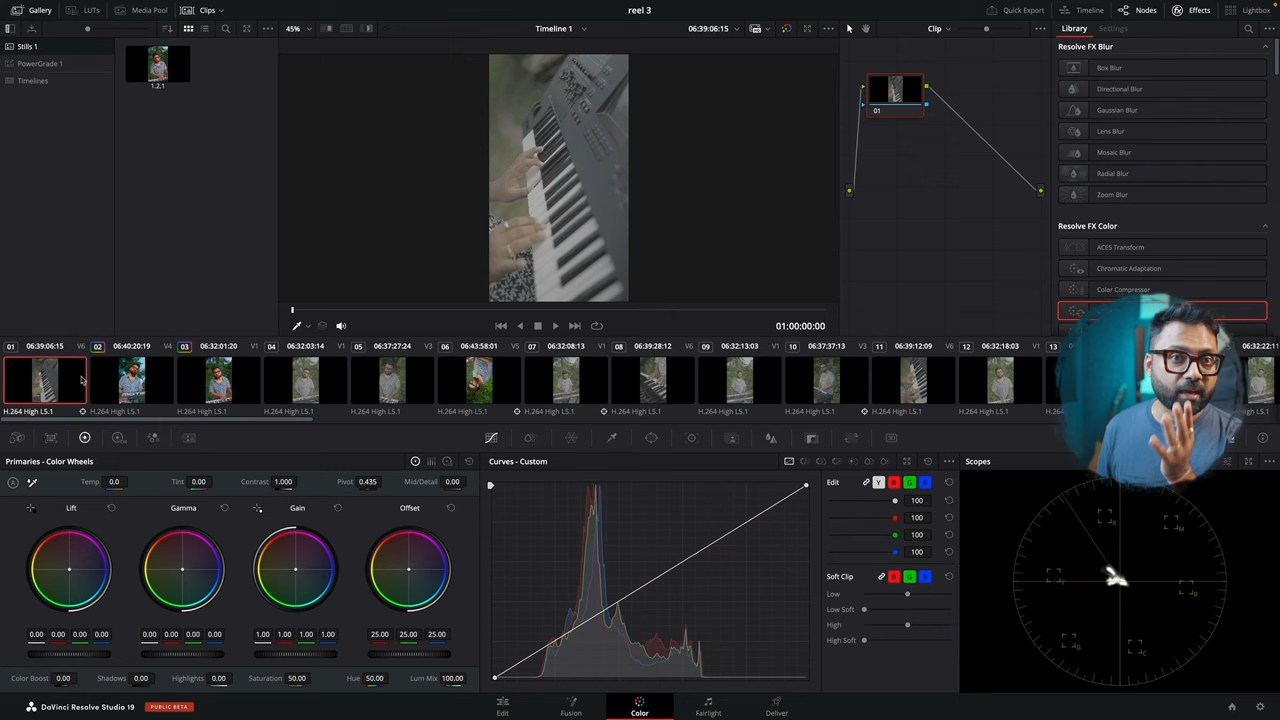 Gallery LUTs Media Pool Clips reel 3 Quick Export Timeline Nodes Effects Lightbox
45% Timeline 1 06:39:06:15 Clip Library Settings
Stills 1
PowerGrade 1
Timelines
1.2.1
01
Resolve FX Blur
Box Blur
Directional Blur
Gaussian Blur
Lens Blur
Mosaic Blur
Radial Blur
Zoom Blur
Resolve FX Color
ACES Transform
Chromatic Adaptation
Color Compressor
01:00:00:00
01 06:39:06:15 V6 02 06:40:20:19 V4 03 06:32:01:20 V1 04 06:32:03:14 V1 05 06:37:27:24 V3 06 06:43:58:01 V5 07 06:32:08:13 V1 08 06:39:28:12 V6 09 06:32:13:03 V1 10 06:37:37:13 V3 11 06:39:12:09 V6 12 06:32:18:03 V1 13 06:32:22:11
H.264 High L5.1 H.264 High L5.1 H.264 High L5.1 H.264 High L5.1 H.264 High L5.1 H.264 High L5.1 H.264 High L5.1 H.264 High L5.1 H.264 High L5.1 H.264 High L5.1 H.264 High L5.1 H.264 High L5.1
Primaries - Color Wheels
Temp 0.0 Tint 0.00 Contrast 1.000 Pivot 0.435 Mid/Detail 0.00
Lift Gamma Gain Offset
0.00 0.00 0.00 0.00 0.00 0.00 0.00 0.00 1.00 1.00 1.00 1.00 25.00 25.00 25.00
Color Boost 0.00 Shadows 0.00 Highlights 0.00 Saturation 50.00 Hue 50.00 Lum Mix 100.00
Curves - Custom
Edit Y R G B
100
100
100
100
Soft Clip R G B
Low
Low Soft
High
High Soft
Scopes
R M B C G Y
DaVinci Resolve Studio 19 PUBLIC BETA
Edit Fusion Color Fairlight Deliver